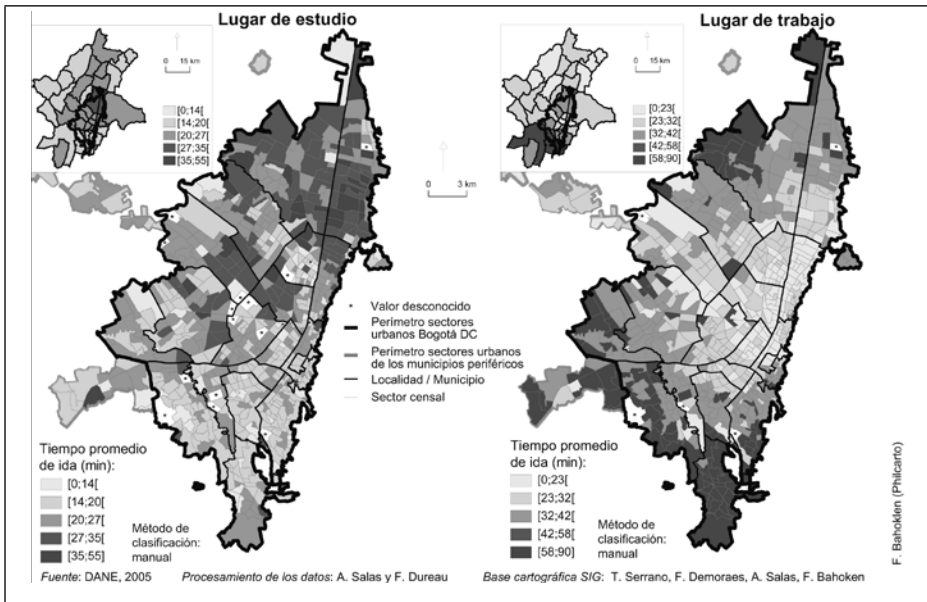 Lugar de estudio
0 15 km
[0;14[
[14;20[
[20;27[
[27;35[
[35;55]
Lugar de trabajo
0 15 km
[0;23[
[23;32[
[32;42[
[42;58[
[58;90]
0 3 km
Valor desconocido
Perímetro sectores
urbanos Bogotá DC
Perímetro sectores urbanos
de los municipios periféricos
Localidad / Municipio
Sector censal
Tiempo promedio
de ida (min):
[0;14[
[14;20[
[20;27[
[27;35[
[35;55]
Método de
clasificación:
manual
Tiempo promedio
de ida (min):
[0;23[
[23;32[
[32;42[
[42;58[
[58;90]
Método de
clasificación:
manual
F. Bahoklen (Philcarto)
Fuente: DANE, 2005 Procesamiento de los datos: A. Salas y F. Dureau Base cartográfica SIG: T. Serrano, F. Demoraes, A. Salas, F. Bahoken